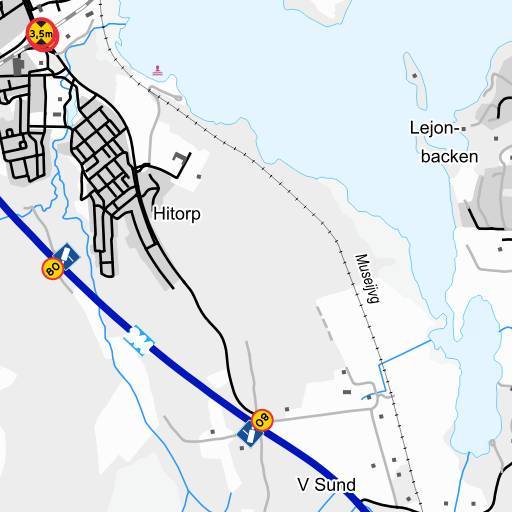 3,5m
Lejon-
backen
Hitorp
Museijvg
80
80
V Sund